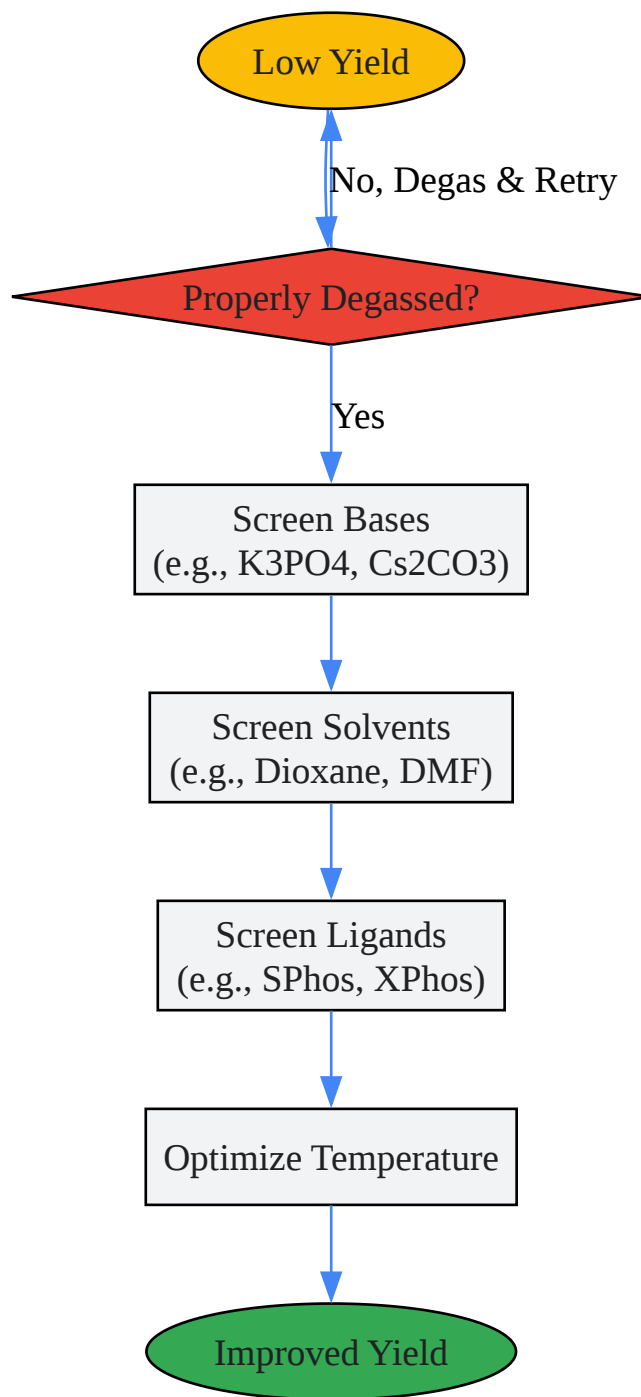 Low Yield
No, Degas & Retry
Properly Degassed?
Yes
Screen Bases
(e.g., K3PO4, Cs2CO3)
Screen Solvents
(e.g., Dioxane, DMF)
Screen Ligands
(e.g., SPhos, XPhos)
Optimize Temperature
Improved Yield